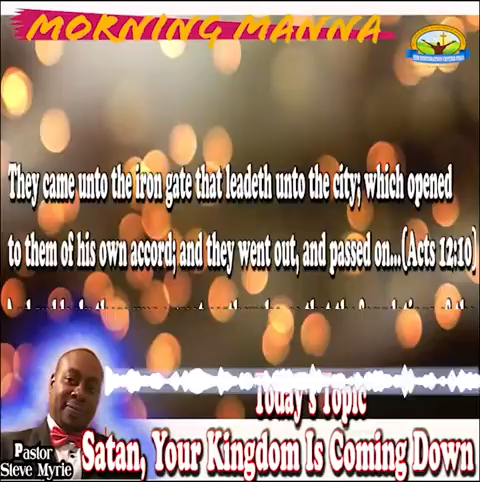 MORNING MANNA
They came unto the iron gate that leadeth unto the city; which opened
to them of his own accord; and they went out, and passed on...(Acts 12:10)
Today's Topic
Satan, Your Kingdom Is Coming Down
Pastor
Steve Myrie